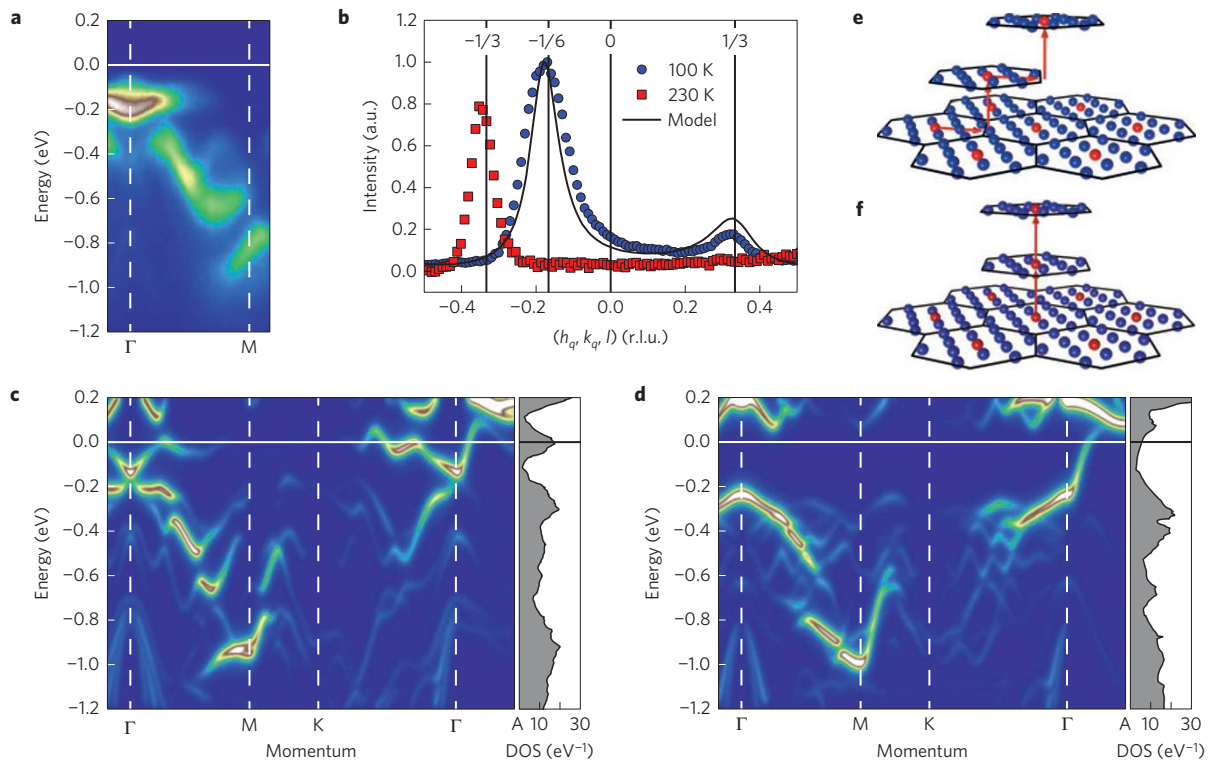 a
0.2
0.0
−0.2
−0.4
−0.6
−0.8
−1.0
−1.2
Energy (eV)
Γ
M
b
1.2
1.0
0.8
0.6
0.4
0.2
0.0
Intensity (a.u.)
−1/3
−1/6
0
1/3
100 K
230 K
Model
−0.4
−0.2
0.0
0.2
0.4
(h_q, k_q, l) (r.l.u.)
e
f
c
0.2
0.0
−0.2
−0.4
−0.6
−0.8
−1.0
−1.2
Energy (eV)
Γ
M
K
Γ
A
Momentum
10
30
DOS (eV⁻¹)
d
0.2
0.0
−0.2
−0.4
−0.6
−0.8
−1.0
−1.2
Energy (eV)
Γ
M
K
Γ
A
Momentum
10
30
DOS (eV⁻¹)